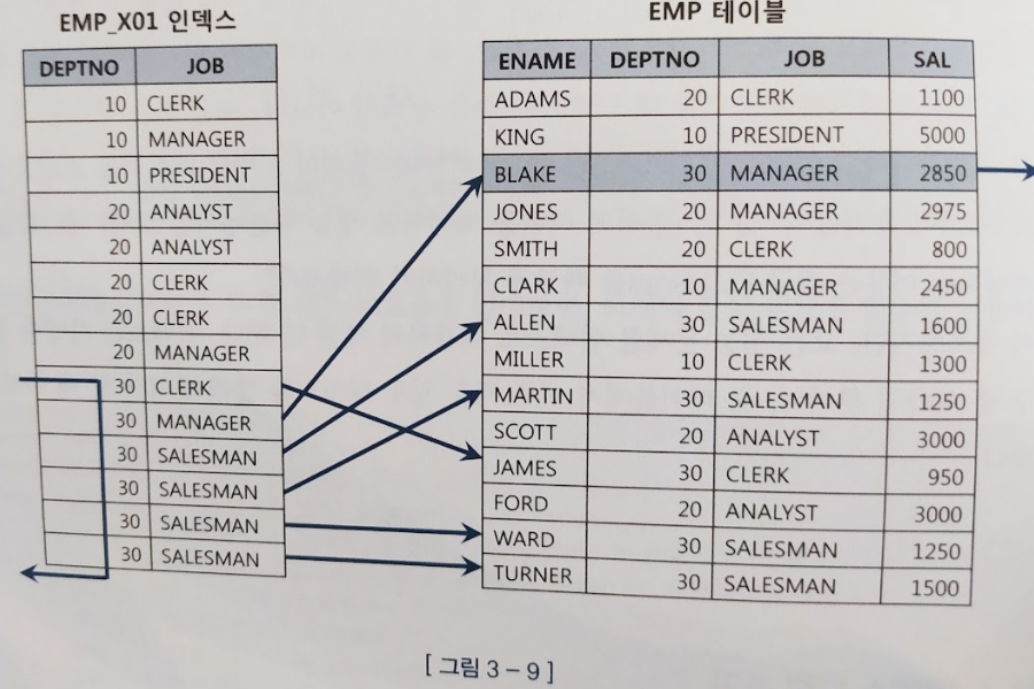 EMP_X01 인덱스
DEPTNO JOB
10 CLERK
10 MANAGER
10 PRESIDENT
20 ANALYST
20 ANALYST
20 CLERK
20 CLERK
20 MANAGER
30 CLERK
30 MANAGER
30 SALESMAN
30 SALESMAN
30 SALESMAN
30 SALESMAN
EMP 테이블
ENAME DEPTNO JOB SAL
ADAMS 20 CLERK 1100
KING 10 PRESIDENT 5000
BLAKE 30 MANAGER 2850
JONES 20 MANAGER 2975
SMITH 20 CLERK 800
CLARK 10 MANAGER 2450
ALLEN 30 SALESMAN 1600
MILLER 10 CLERK 1300
MARTIN 30 SALESMAN 1250
SCOTT 20 ANALYST 3000
JAMES 30 CLERK 950
FORD 20 ANALYST 3000
WARD 30 SALESMAN 1250
TURNER 30 SALESMAN 1500
[ 그림 3 - 9 ]